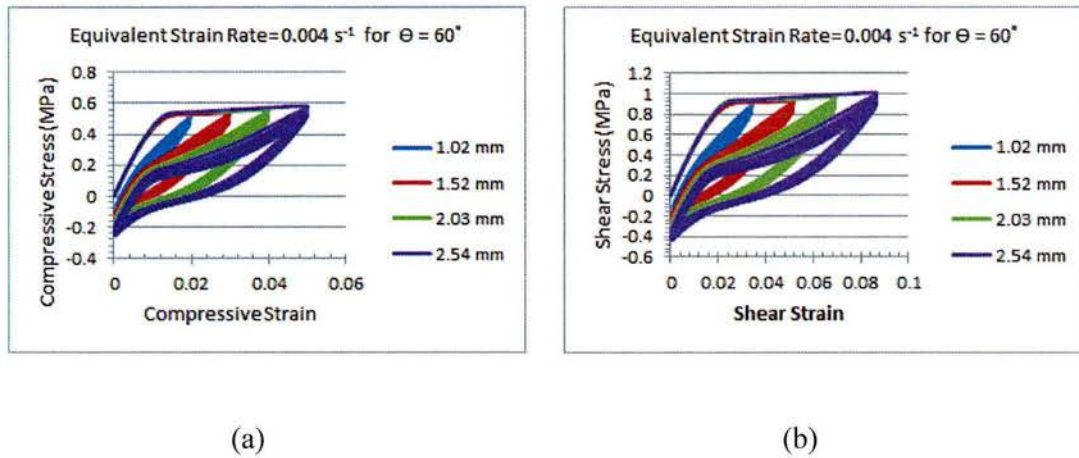 Equivalent Strain Rate=0.004 s⁻¹ for Θ = 60°
Compressive Stress (MPa)
0.8
0.6
0.4
0.2
0
-0.2
-0.4
0 0.02 0.04 0.06
Compressive Strain
1.02 mm
1.52 mm
2.03 mm
2.54 mm
Equivalent Strain Rate=0.004 s⁻¹ for Θ = 60°
Shear Stress (MPa)
1.2
1
0.8
0.6
0.4
0.2
0
-0.2
-0.4
-0.6
0 0.02 0.04 0.06 0.08 0.1
Shear Strain
1.02 mm
1.52 mm
2.03 mm
2.54 mm
(a) (b)